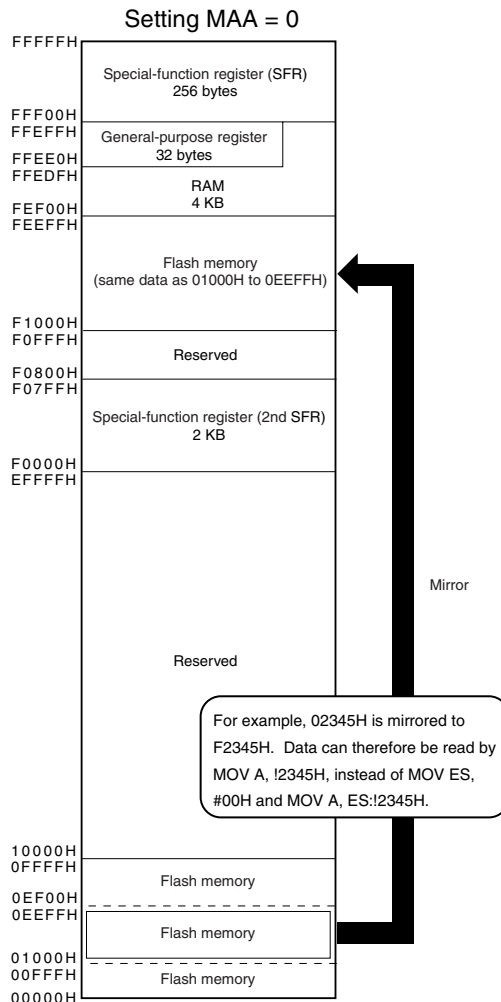 Setting MAA = 0
FFFFFH
Special-function register (SFR)
256 bytes
FFF00H
FFEFFH
General-purpose register
32 bytes
FFEE0H
FFEDFH
RAM
4 KB
FEF00H
FEEFFH
Flash memory
(same data as 01000H to 0EEFFH)
F1000H
F0FFFH
Reserved
F0800H
F07FFH
Special-function register (2nd SFR)
2 KB
F0000H
EFFFFH
Mirror
Reserved
For example, 02345H is mirrored to
F2345H. Data can therefore be read by
MOV A, !2345H, instead of MOV ES,
#00H and MOV A, ES:!2345H.
10000H
0FFFFH
Flash memory
0EF00H
0EEFFH
Flash memory
01000H
00FFFH
Flash memory
00000H